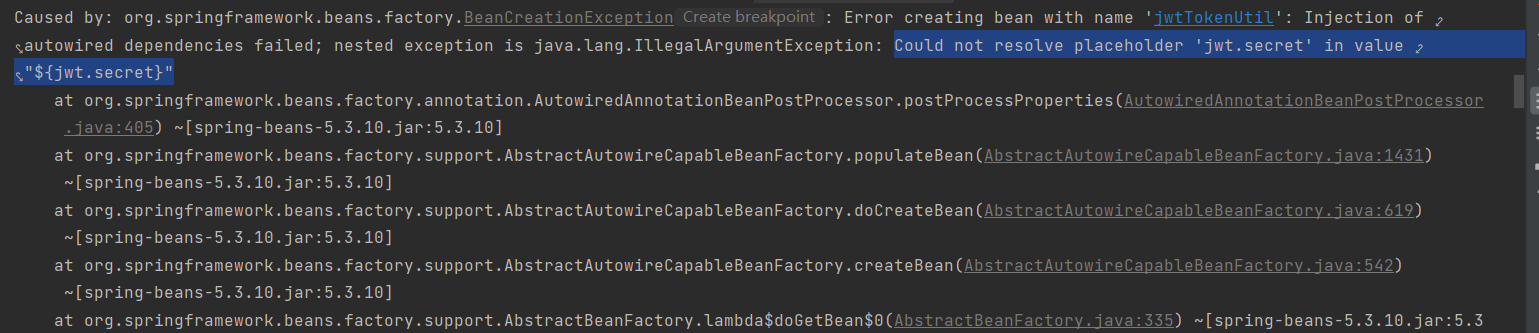 Caused by: org.springframework.beans.factory.BeanCreationException Create breakpoint : Error creating bean with name 'jwtTokenUtil': Injection of
autowired dependencies failed; nested exception is java.lang.IllegalArgumentException: Could not resolve placeholder 'jwt.secret' in value
"${jwt.secret}"
at org.springframework.beans.factory.annotation.AutowiredAnnotationBeanPostProcessor.postProcessProperties(AutowiredAnnotationBeanPostProcessor
.java:405) ~[spring-beans-5.3.10.jar:5.3.10]
at org.springframework.beans.factory.support.AbstractAutowireCapableBeanFactory.populateBean(AbstractAutowireCapableBeanFactory.java:1431)
~[spring-beans-5.3.10.jar:5.3.10]
at org.springframework.beans.factory.support.AbstractAutowireCapableBeanFactory.doCreateBean(AbstractAutowireCapableBeanFactory.java:619)
~[spring-beans-5.3.10.jar:5.3.10]
at org.springframework.beans.factory.support.AbstractAutowireCapableBeanFactory.createBean(AbstractAutowireCapableBeanFactory.java:542)
~[spring-beans-5.3.10.jar:5.3.10]
at org.springframework.beans.factory.support.AbstractBeanFactory.lambda$doGetBean$0(AbstractBeanFactory.java:335) ~[spring-beans-5.3.10.jar:5.3